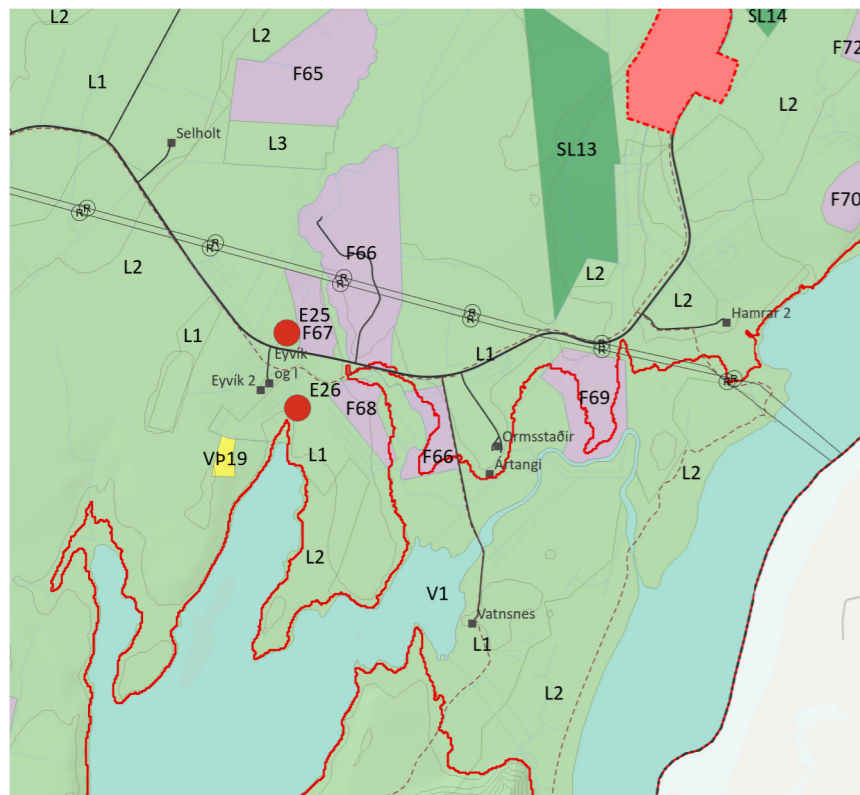 L2
SL14
L2
F72
F65
L1
L2
Selholt
L3
SL13
F70
R
R
R
R
L2
F66
L2
R
R
R
R
L2
E25
F67
Hamrar 2
L1
L1
R
R
Eyvík
og 1
Eyvík 2
R
R
E26
F69
F68
F66
Ormsstaðir
L1
VÞ19
Artangi
L2
L2
V1
Vatnsnes
L1
L2